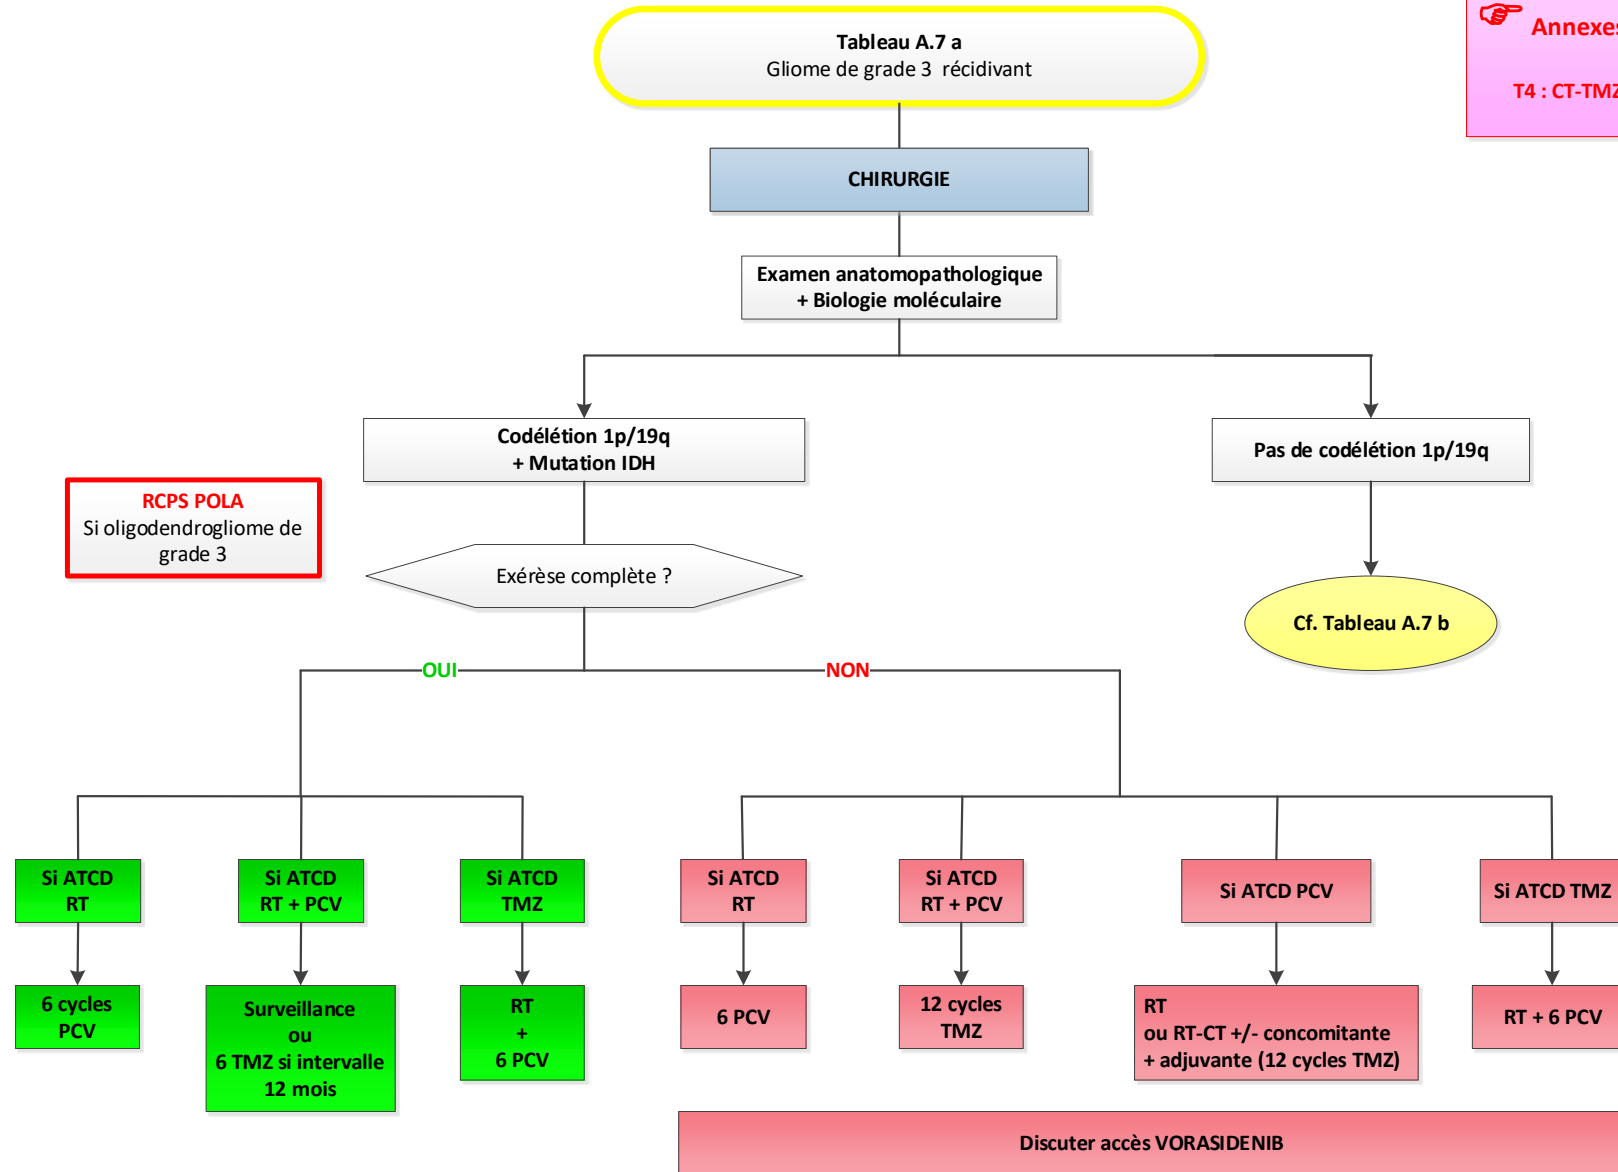 Tableau A.7 a
Gliome de grade 3 récidivant
Annexes
T4 : CT-TMZ
CHIRURGIE
Examen anatomopathologique
+ Biologie moléculaire
Codélétion 1p/19q
+ Mutation IDH
Pas de codélétion 1p/19q
RCPS POLA
Si oligodendrogliome de
grade 3
Exérèse complète ?
Cf. Tableau A.7 b
OUI
NON
Si ATCD
RT
Si ATCD
RT + PCV
Si ATCD
TMZ
Si ATCD
RT
Si ATCD
RT + PCV
Si ATCD PCV
Si ATCD TMZ
6 cycles
PCV
Surveillance
ou
6 TMZ si intervalle
12 mois
RT
+
6 PCV
6 PCV
12 cycles
TMZ
RT
ou RT-CT +/- concomitante
+ adjuvante (12 cycles TMZ)
RT + 6 PCV
Discuter accès VORASIDENIB